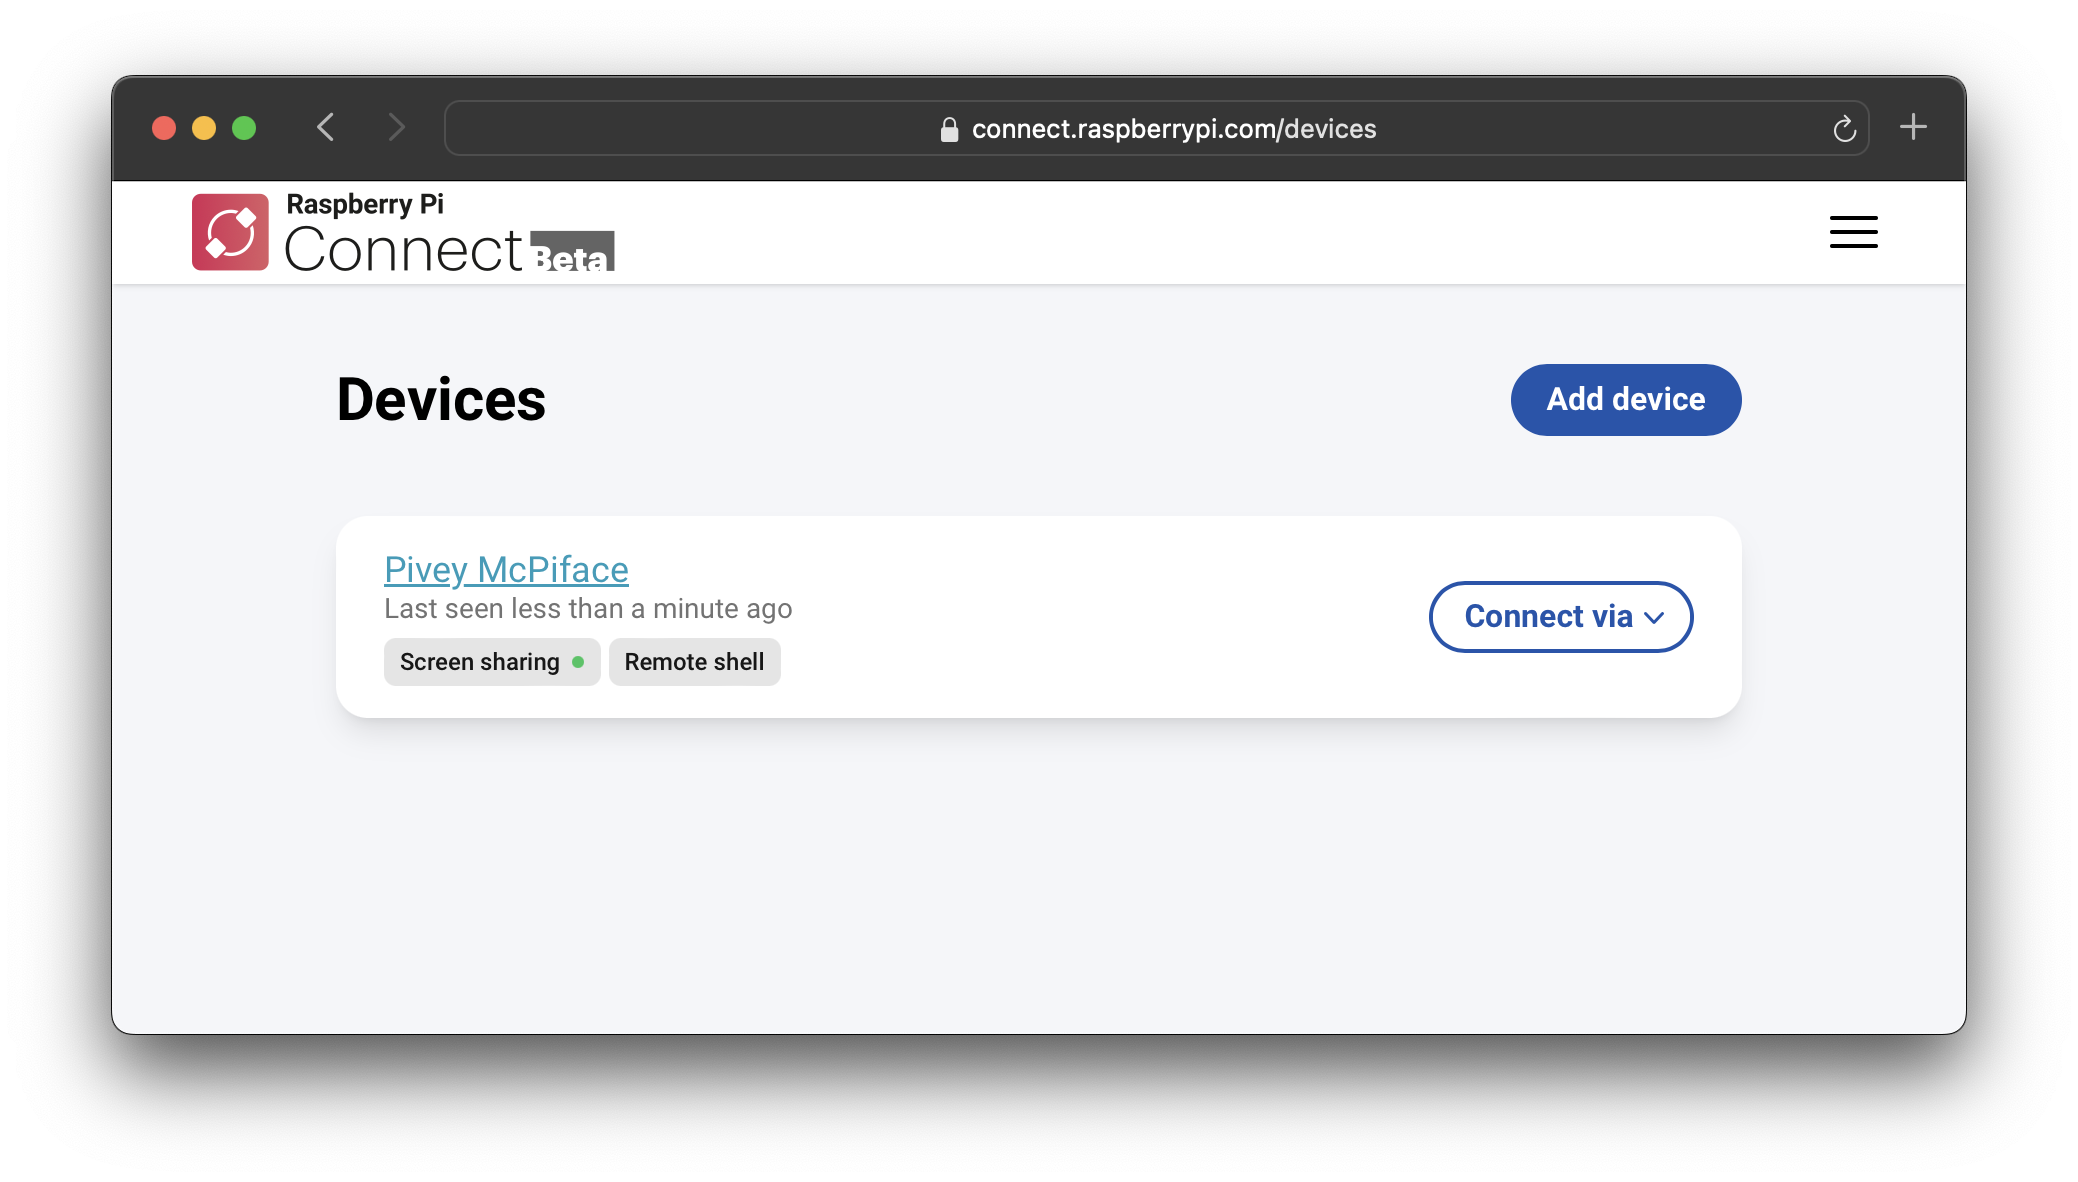 connect.raspberrypi.com/devices
Raspberry Pi
Connect Beta
Devices
Add device
Pivey McPiface
Last seen less than a minute ago
Connect via
Screen sharing Remote shell